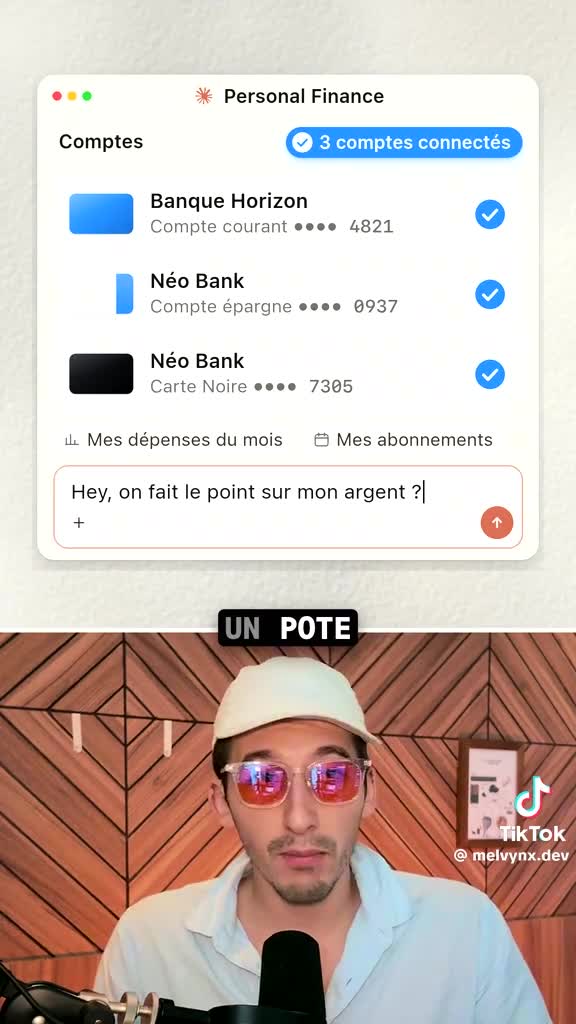 Personal Finance
Comptes
3 comptes connectés
Banque Horizon
Compte courant •••• 4821
Néo Bank
Compte épargne •••• 0937
Néo Bank
Carte Noire •••• 7305
Mes dépenses du mois
Mes abonnements
Hey, on fait le point sur mon argent ?
+
UN POTE
TikTok
@ melvynx.dev